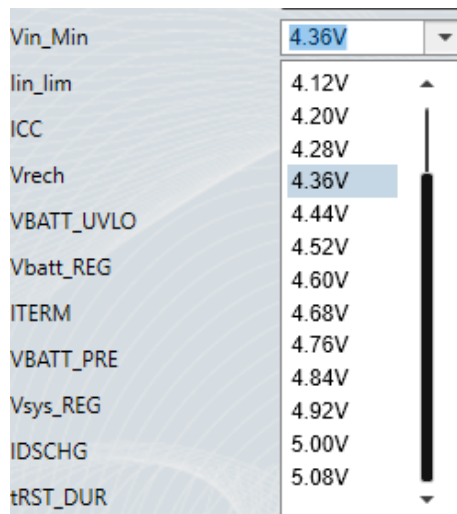 Vin_Min
4.36V
Iin_lim
ICC
Vrech
VBATT_UVLO
Vbatt_REG
ITERM
VBATT_PRE
Vsys_REG
IDSCHG
tRST_DUR
4.12V
4.20V
4.28V
4.36V
4.44V
4.52V
4.60V
4.68V
4.76V
4.84V
4.92V
5.00V
5.08V